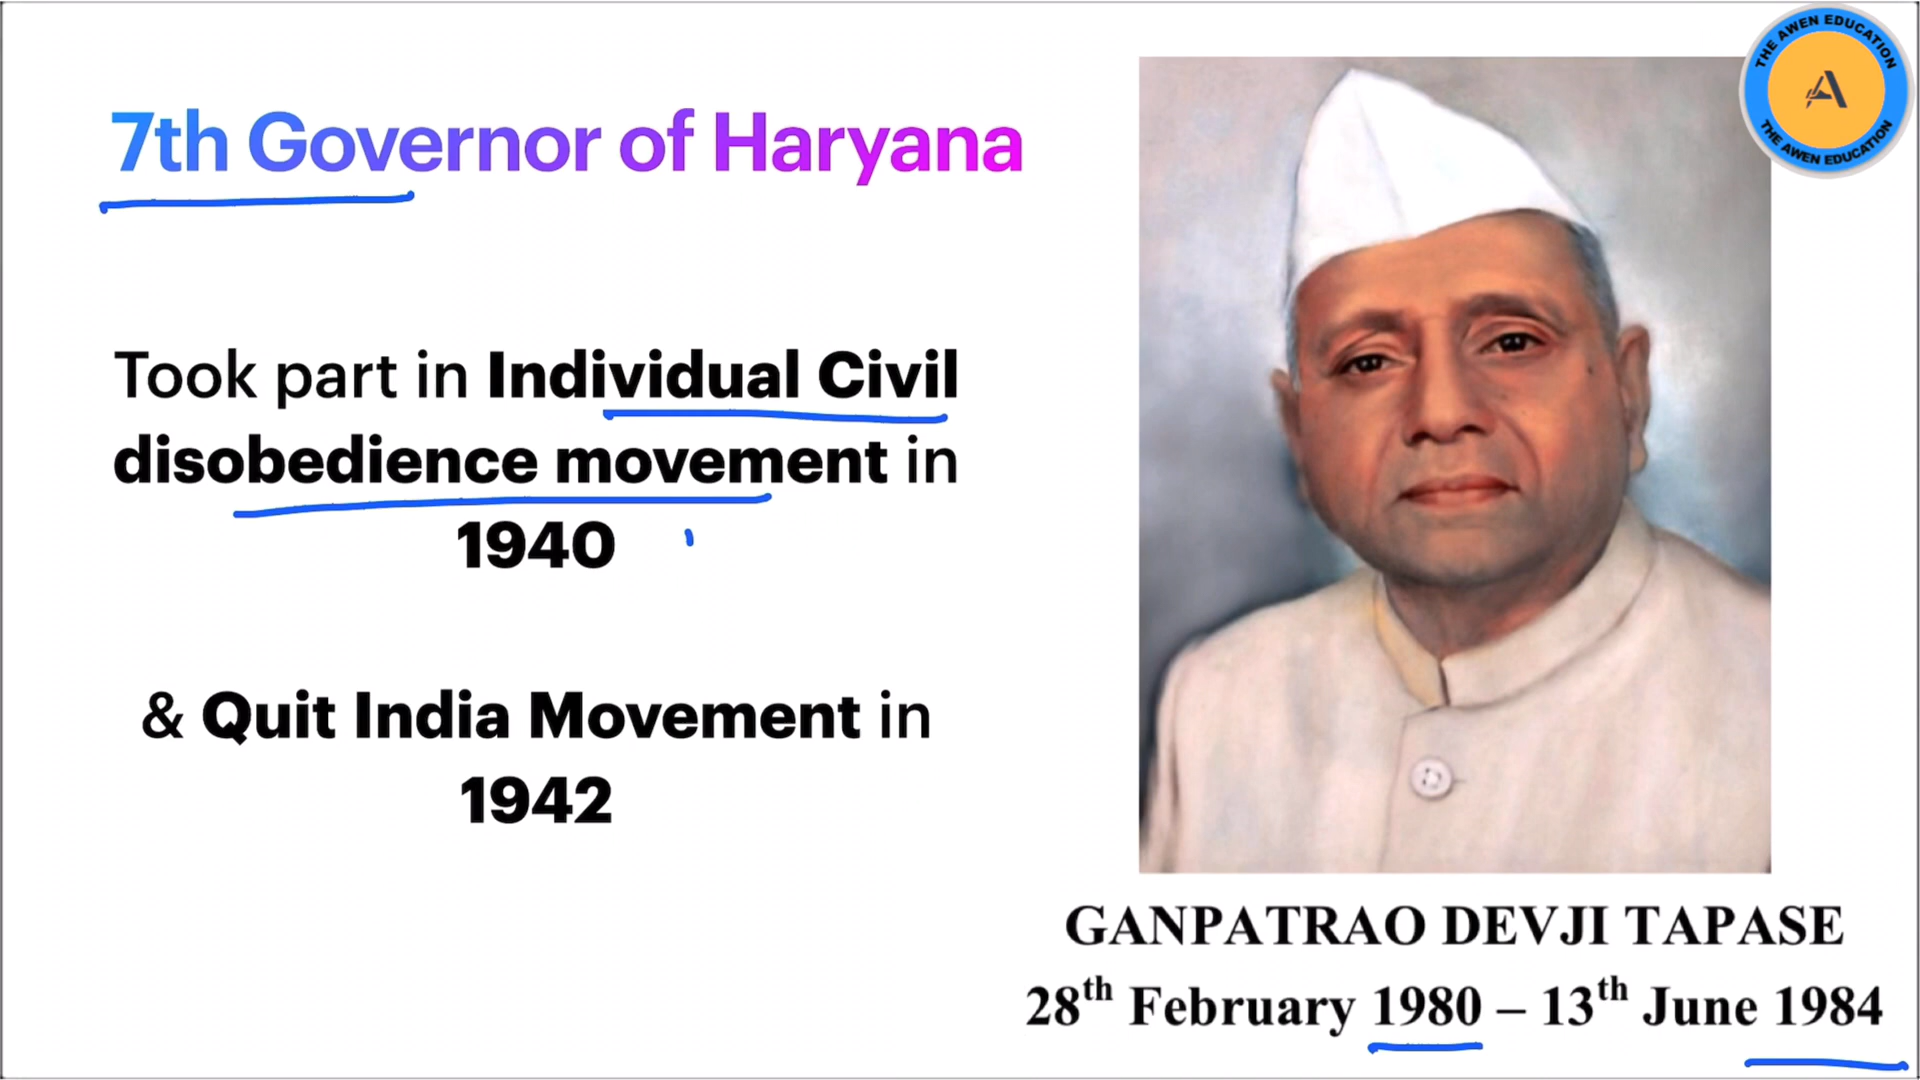 7th Governor of Haryana
Took part in Individual Civil
disobedience movement in
1940
& Quit India Movement in
1942
THE AWEN EDUCATION
A
THE AWEN EDUCATION
GANPATRAO DEVJI TAPASE
28th February 1980 – 13th June 1984